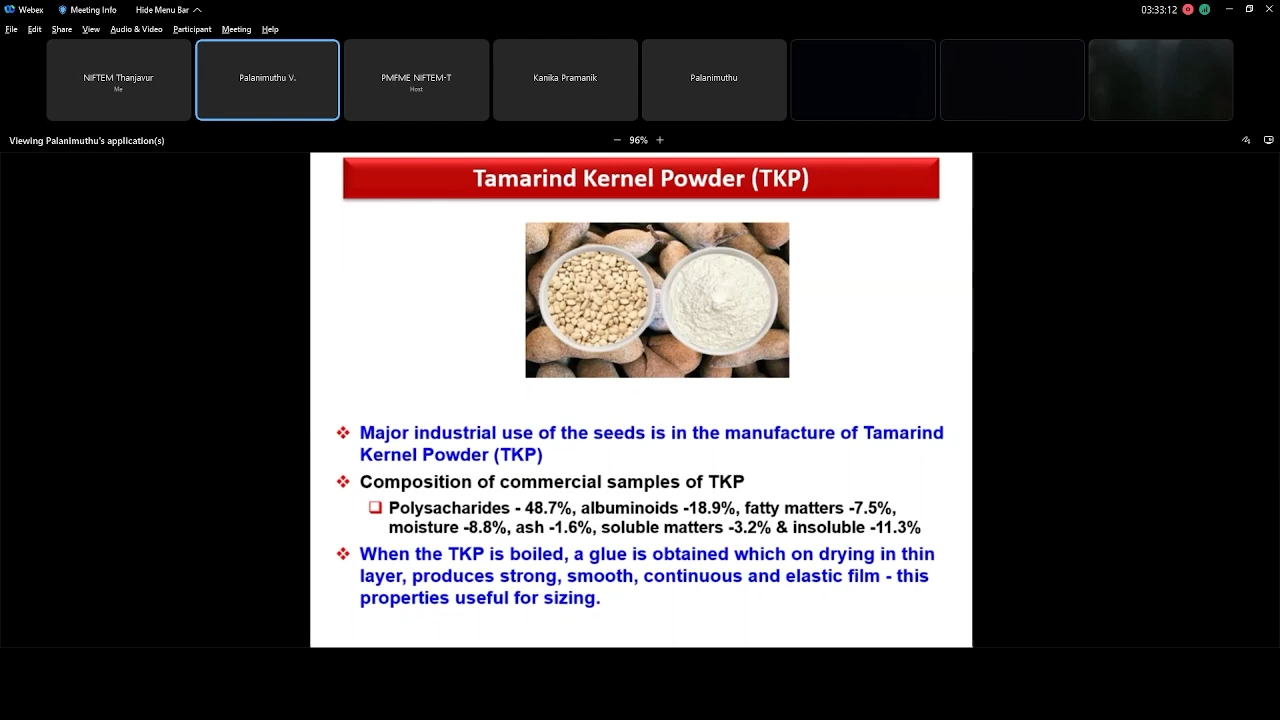 Webex Meeting Info Hide Menu Bar 03:33:12
File Edit Share View Audio & Video Participant Meeting Help
NIFTEM Thanjavur
Me
Palanimuthu V.
PMFME NIFTEM-T
Host
Kanika Pramanik
Palanimuthu
Viewing Palanimuthu's application(s)
96%
Tamarind Kernel Powder (TKP)
Major industrial use of the seeds is in the manufacture of Tamarind
Kernel Powder (TKP)
Composition of commercial samples of TKP
Polysacharides - 48.7%, albuminoids -18.9%, fatty matters -7.5%,
moisture -8.8%, ash -1.6%, soluble matters -3.2% & insoluble -11.3%
When the TKP is boiled, a glue is obtained which on drying in thin
layer, produces strong, smooth, continuous and elastic film - this
properties useful for sizing.